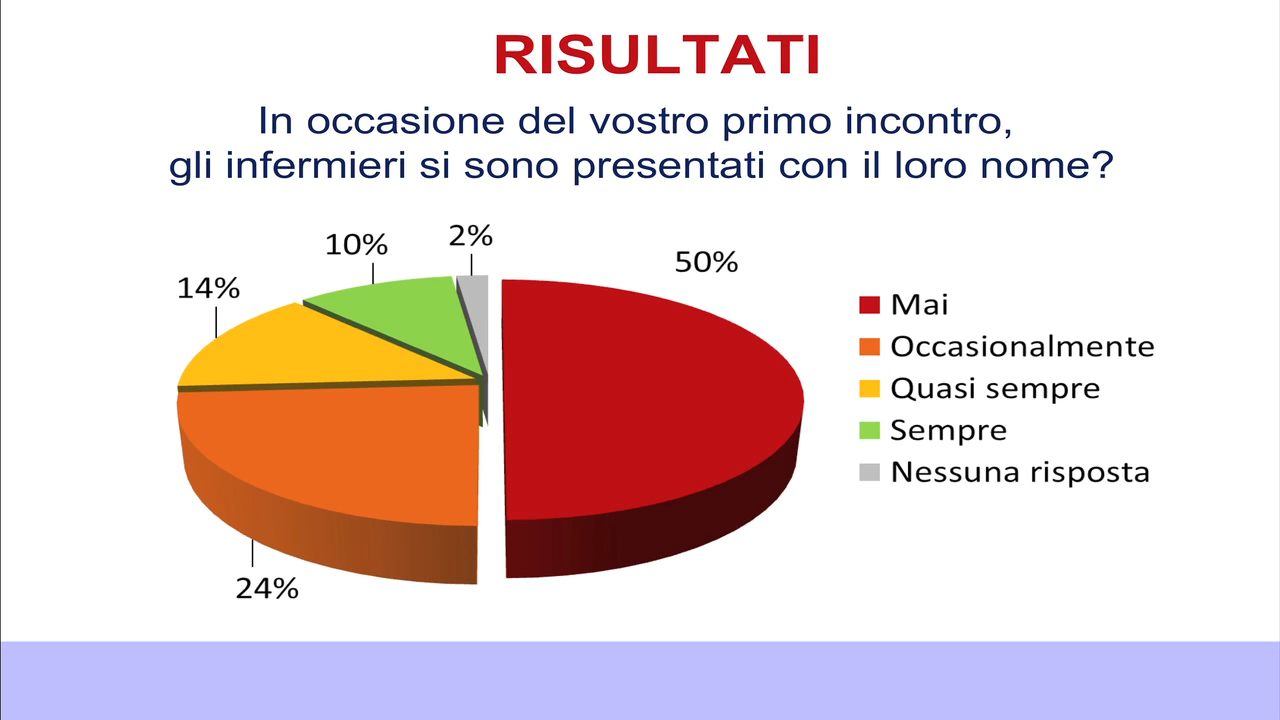 RISULTATI
In occasione del vostro primo incontro,
gli infermieri si sono presentati con il loro nome?
2%
10%
50%
14%
24%
Mai
Occasionalmente
Quasi sempre
Sempre
Nessuna risposta